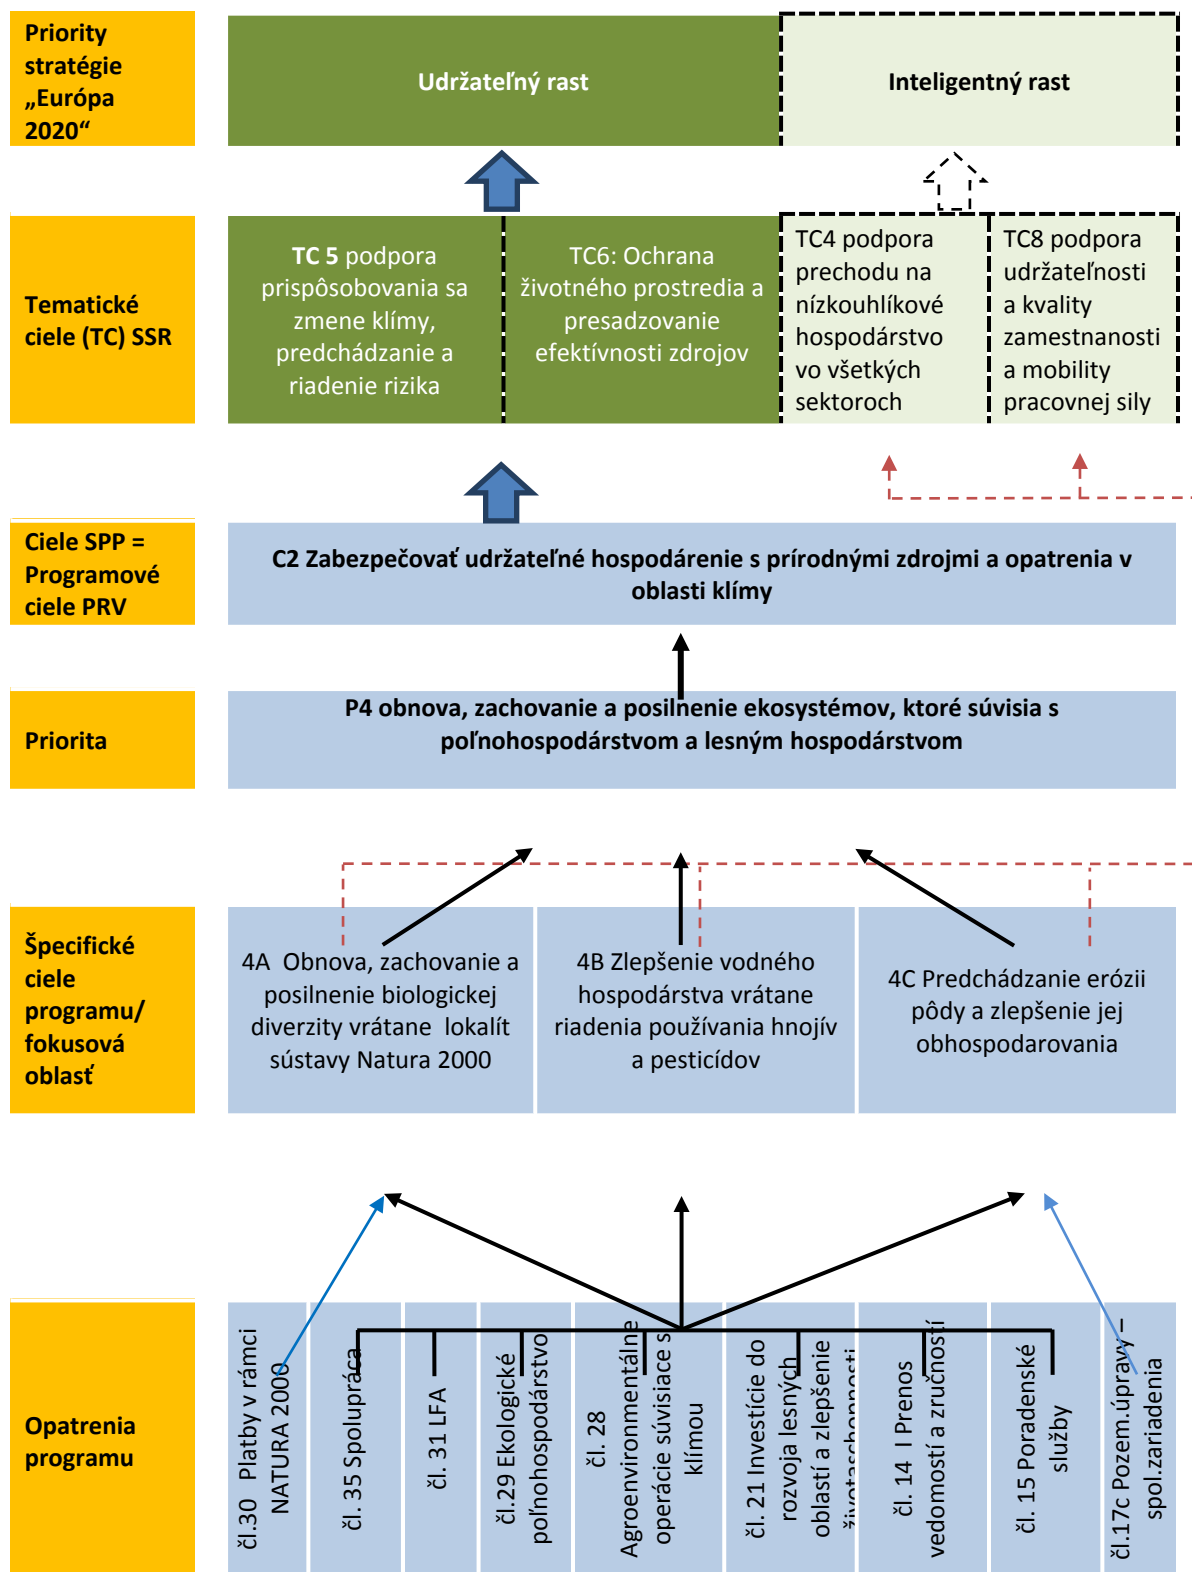 Priority
stratégie
„Európa
2020“
Udržateľný rast
Inteligentný rast
Tematické
ciele (TC) SSR
TC 5 podpora
prispôsobovania sa
zmene klímy,
predchádzanie a
riadenie rizika
TC6: Ochrana
životného prostredia a
presadzovanie
efektívnosti zdrojov
TC4 podpora
prechodu na
nízkouhlíkové
hospodárstvo
vo všetkých
sektoroch
TC8 podpora
udržateľnosti
a kvality
zamestnanosti
a mobility
pracovnej sily
Ciele SPP =
Programové
ciele PRV
C2 Zabezpečovať udržateľné hospodárenie s prírodnými zdrojmi a opatrenia v
oblasti klímy
Priorita
P4 obnova, zachovanie a posilnenie ekosystémov, ktoré súvisia s
poľnohospodárstvom a lesným hospodárstvom
Špecifické
ciele
programu/
fokusová
oblasť
4A  Obnova, zachovanie a
posilnenie biologickej
diverzity vrátane  lokalít
sústavy Natura 2000
4B Zlepšenie vodného
hospodárstva vrátane
riadenia používania hnojív
a pesticídov
4C Predchádzanie erózii
pôdy a zlepšenie jej
obhospodarovania
Opatrenia
programu
čl.30  Platby v rámci
NATURA 2000
čl. 35 Spolupráca
čl. 31 LFA
čl.29 Ekologické
poľnohospodárstvo
čl. 28
Agroenvironmentálne
operácie súvisiace s
klímou
čl. 21 Investície do
rozvoja lesných
oblastí a zlepšenie
životaschopnosti
čl. 14  I Prenos
vedomostí a zručností
čl. 15 Poradenské
služby
čl.17c Pozem.úpravy –
spol.zariadenia